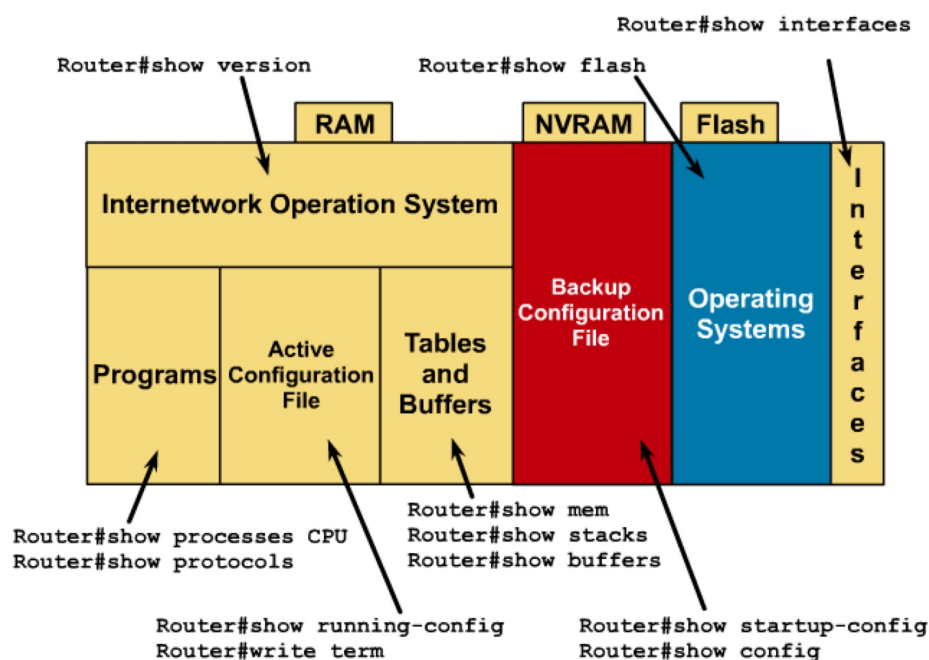 Router#show interfaces
Router#show version
Router#show flash
RAM
NVRAM
Flash
Internetwork Operation System
Programs
Active
Configuration
File
Tables
and
Buffers
Backup
Configuration
File
Operating
Systems
Interfaces
Router#show processes CPU
Router#show protocols
Router#show mem
Router#show stacks
Router#show buffers
Router#show running-config
Router#write term
Router#show startup-config
Router#show config